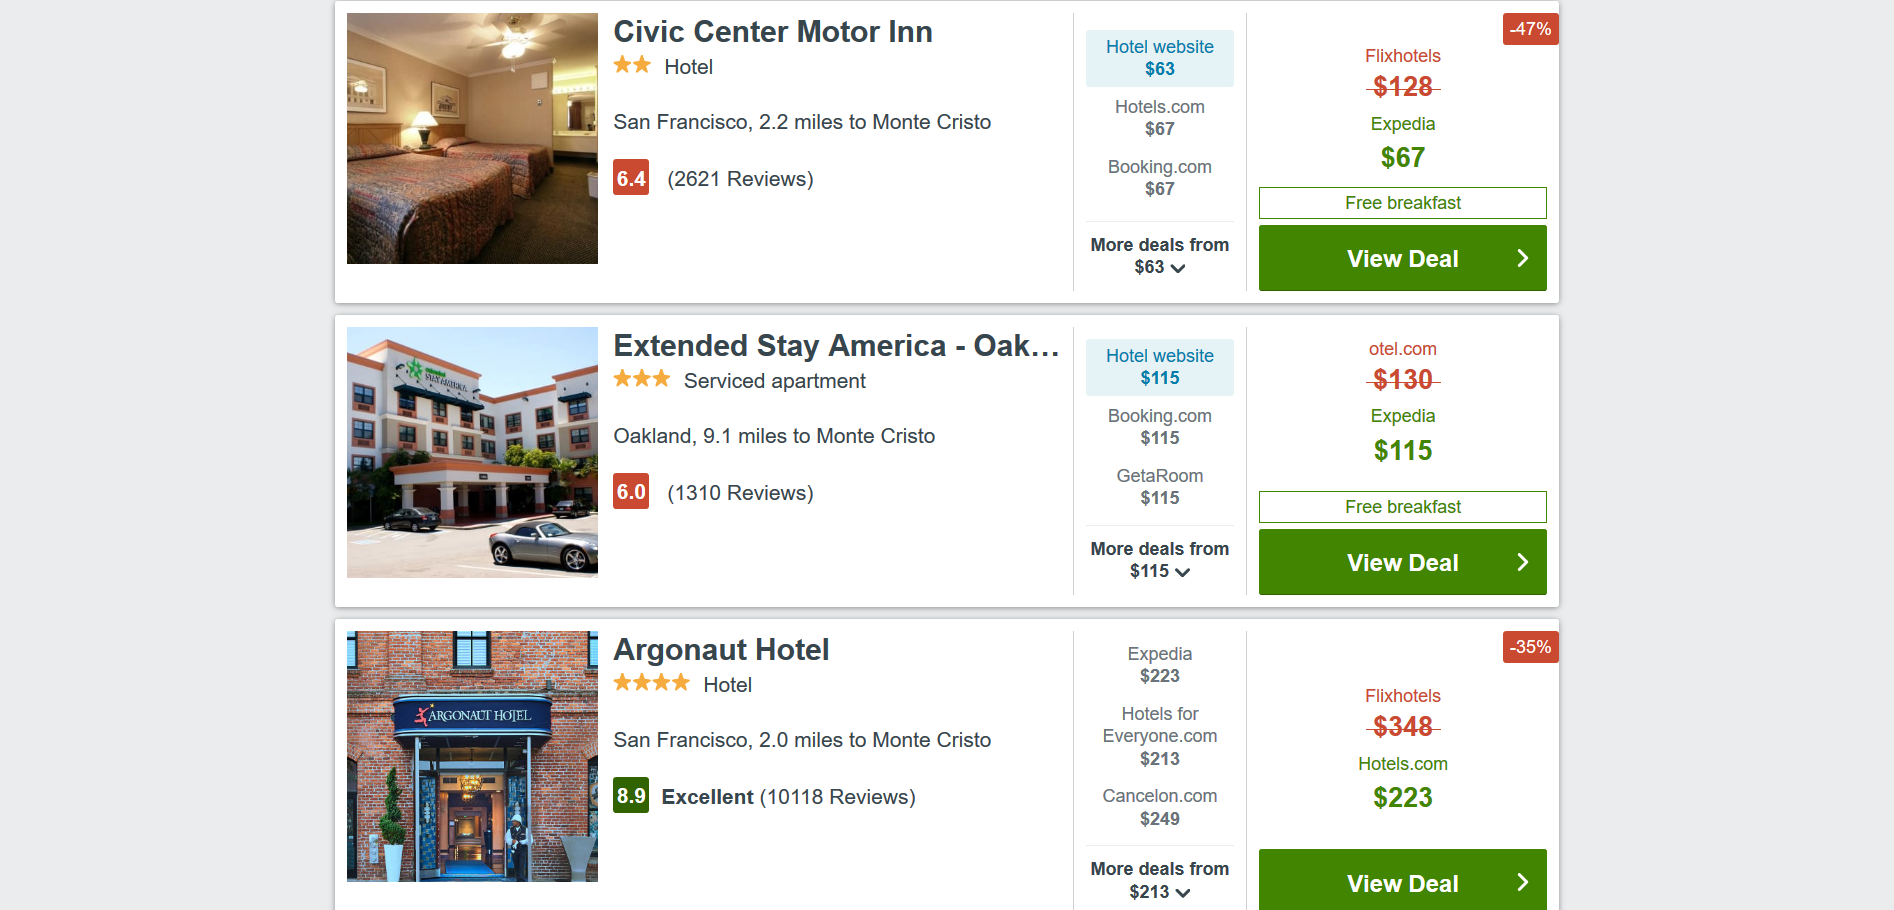 Civic Center Motor Inn
Hotel
San Francisco, 2.2 miles to Monte Cristo
6.4 (2621 Reviews)
Hotel website
$63
Hotels.com
$67
Booking.com
$67
More deals from
$63
-47%
Flixhotels
$128
Expedia
$67
Free breakfast
View Deal
Extended Stay America - Oak...
Serviced apartment
Oakland, 9.1 miles to Monte Cristo
6.0 (1310 Reviews)
STAY AMERICA
Hotel website
$115
Booking.com
$115
GetaRoom
$115
More deals from
$115
otel.com
$130
Expedia
$115
Free breakfast
View Deal
Argonaut Hotel
Hotel
San Francisco, 2.0 miles to Monte Cristo
8.9 Excellent (10118 Reviews)
ARGONAUT HOTEL
Expedia
$223
Hotels for
Everyone.com
$213
Cancelon.com
$249
More deals from
$213
-35%
Flixhotels
$348
Hotels.com
$223
View Deal